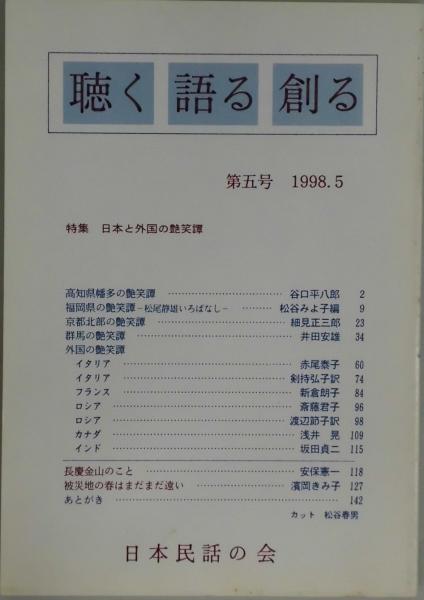 聴く 語る 創る
第五号 1998.5
特集 日本と外国の艶笑譚
高知県幡多の艶笑譚 …………………… 谷口平八郎 2
福岡県の艶笑譚－松尾静雄いろばなし－ ……… 松谷みよ子編 9
京都北部の艶笑譚 …………………… 細見正三郎 23
群馬の艶笑譚 …………………… 井田安雄 34
外国の艶笑譚
イタリア …………………… 赤尾泰子 60
イタリア …………………… 剣持弘子訳 74
フランス …………………… 新倉朗子 84
ロシア …………………… 斎藤君子 96
ロシア …………………… 渡辺節子訳 98
カナダ …………………… 浅井 晃 109
インド …………………… 坂田貞二 115
長慶金山のこと …………………… 安保憲一 118
被災地の春はまだまだ遠い …………………… 濱岡きみ子 127
あとがき …………………… 142
カット 松谷春男
日本民話の会